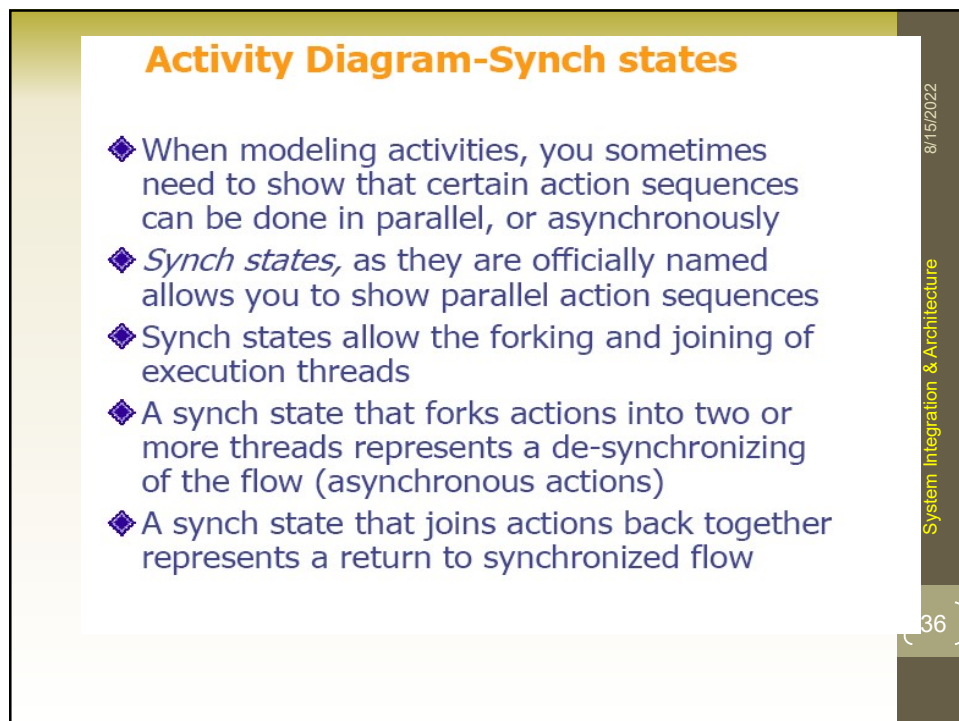 Activity Diagram-Synch states
When modeling activities, you sometimes
need to show that certain action sequences
can be done in parallel, or asynchronously
Synch states, as they are officially named
allows you to show parallel action sequences
Synch states allow the forking and joining of
execution threads
A synch state that forks actions into two or
more threads represents a de-synchronizing
of the flow (asynchronous actions)
A synch state that joins actions back together
represents a return to synchronized flow
8/15/2022
System Integration & Architecture
36